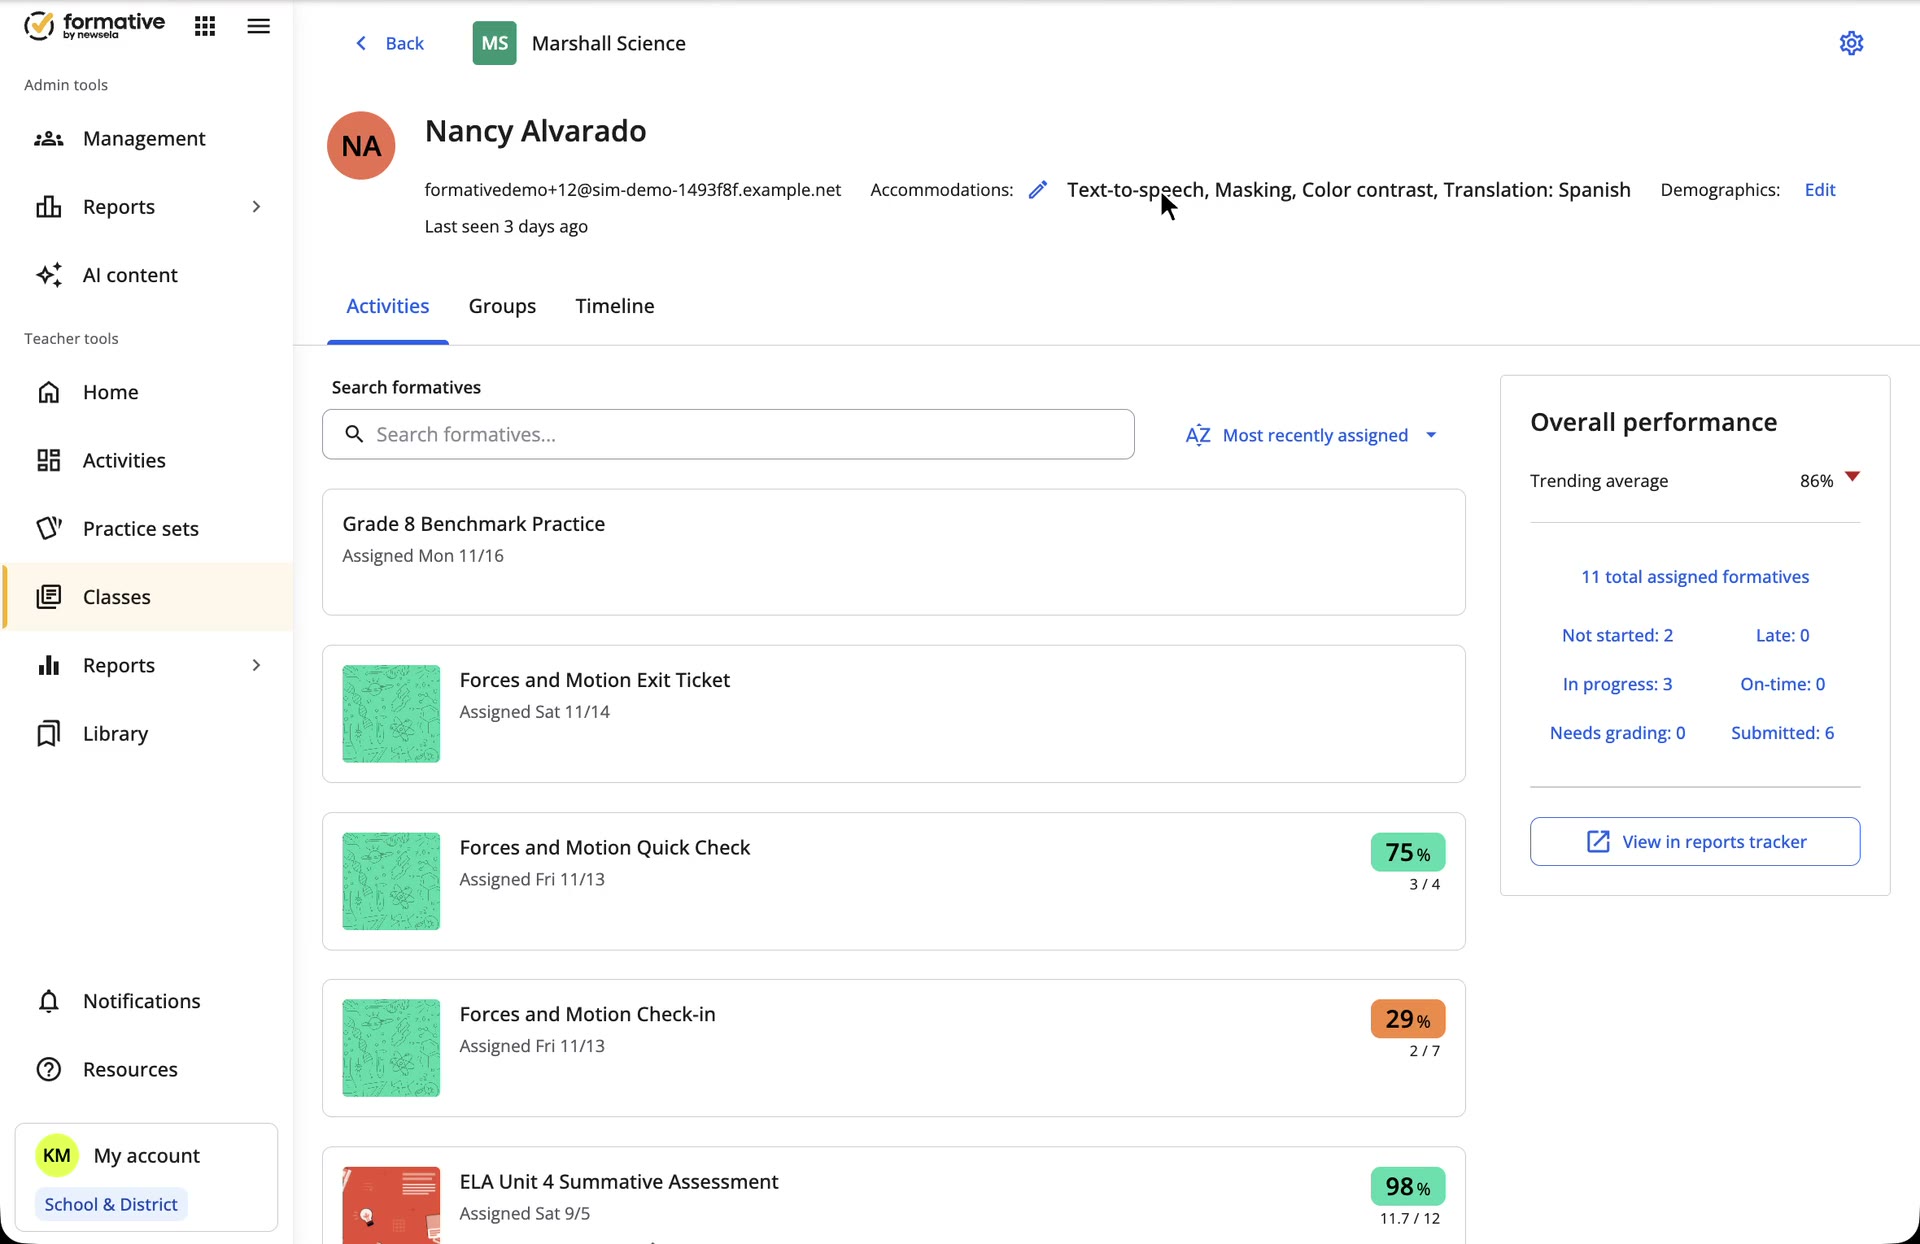 formative
by newsela
Admin tools
Management
Reports
AI content
Teacher tools
Home
Activities
Practice sets
Classes
Reports
Library
Notifications
Resources
KM My account
School & District
Back
MS Marshall Science
NA
Nancy Alvarado
formativedemo+12@sim-demo-1493f8f.example.net Accommodations: Text-to-speech, Masking, Color contrast, Translation: Spanish Demographics: Edit
Last seen 3 days ago
Activities Groups Timeline
Search formatives
Search formatives...
AZ Most recently assigned
Grade 8 Benchmark Practice
Assigned Mon 11/16
Forces and Motion Exit Ticket
Assigned Sat 11/14
Forces and Motion Quick Check
Assigned Fri 11/13
75%
3 / 4
Forces and Motion Check-in
Assigned Fri 11/13
29%
2 / 7
ELA Unit 4 Summative Assessment
Assigned Sat 9/5
98%
11.7 / 12
Overall performance
Trending average 86%
11 total assigned formatives
Not started: 2 Late: 0
In progress: 3 On-time: 0
Needs grading: 0 Submitted: 6
View in reports tracker